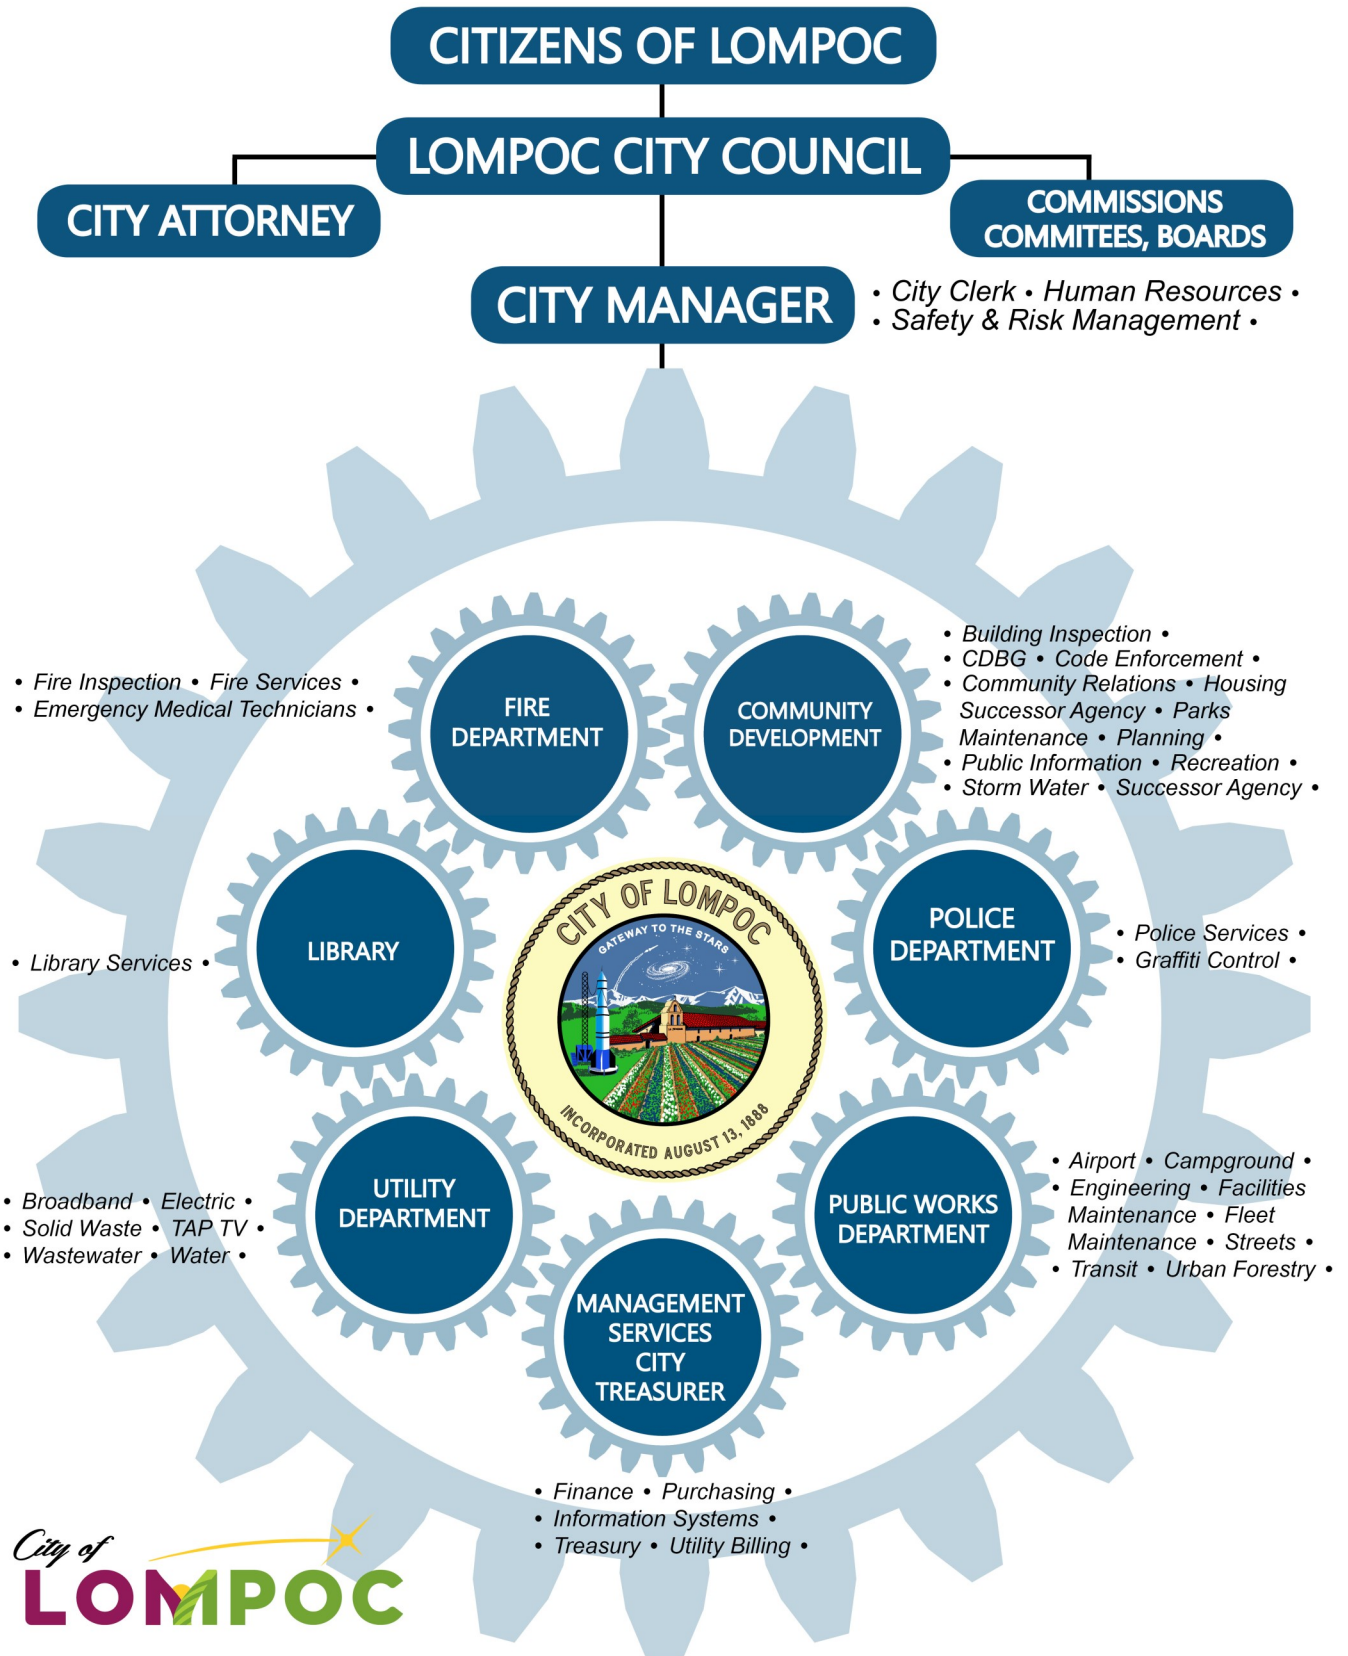 CITIZENS OF LOMPOC
LOMPOC CITY COUNCIL
CITY ATTORNEY
COMMISSIONS
COMMITEES, BOARDS
CITY MANAGER
• City Clerk • Human Resources •
• Safety & Risk Management •
FIRE
DEPARTMENT
• Fire Inspection • Fire Services •
• Emergency Medical Technicians •
COMMUNITY
DEVELOPMENT
• Building Inspection •
• CDBG • Code Enforcement •
• Community Relations • Housing
Successor Agency • Parks
Maintenance • Planning •
• Public Information • Recreation •
• Storm Water • Successor Agency •
LIBRARY
• Library Services •
CITY OF LOMPOC
GATEWAY TO THE STARS
INCORPORATED AUGUST 13, 1888
POLICE
DEPARTMENT
• Police Services •
• Graffiti Control •
UTILITY
DEPARTMENT
• Broadband • Electric •
• Solid Waste • TAP TV •
• Wastewater • Water •
PUBLIC WORKS
DEPARTMENT
• Airport • Campground •
• Engineering • Facilities
Maintenance • Fleet
Maintenance • Streets •
• Transit • Urban Forestry •
MANAGEMENT
SERVICES
CITY
TREASURER
• Finance • Purchasing •
• Information Systems •
• Treasury • Utility Billing •
City of
LOMPOC